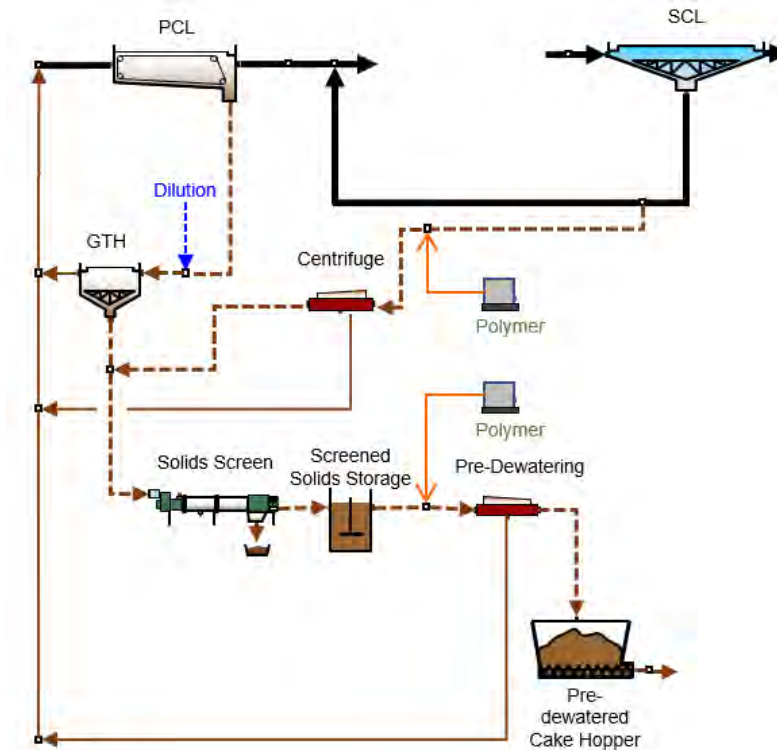 PCL
SCL
Dilution
GTH
Centrifuge
Polymer
Polymer
Solids Screen
Screened
Solids Storage
Pre-Dewatering
Pre-
dewatered
Cake Hopper